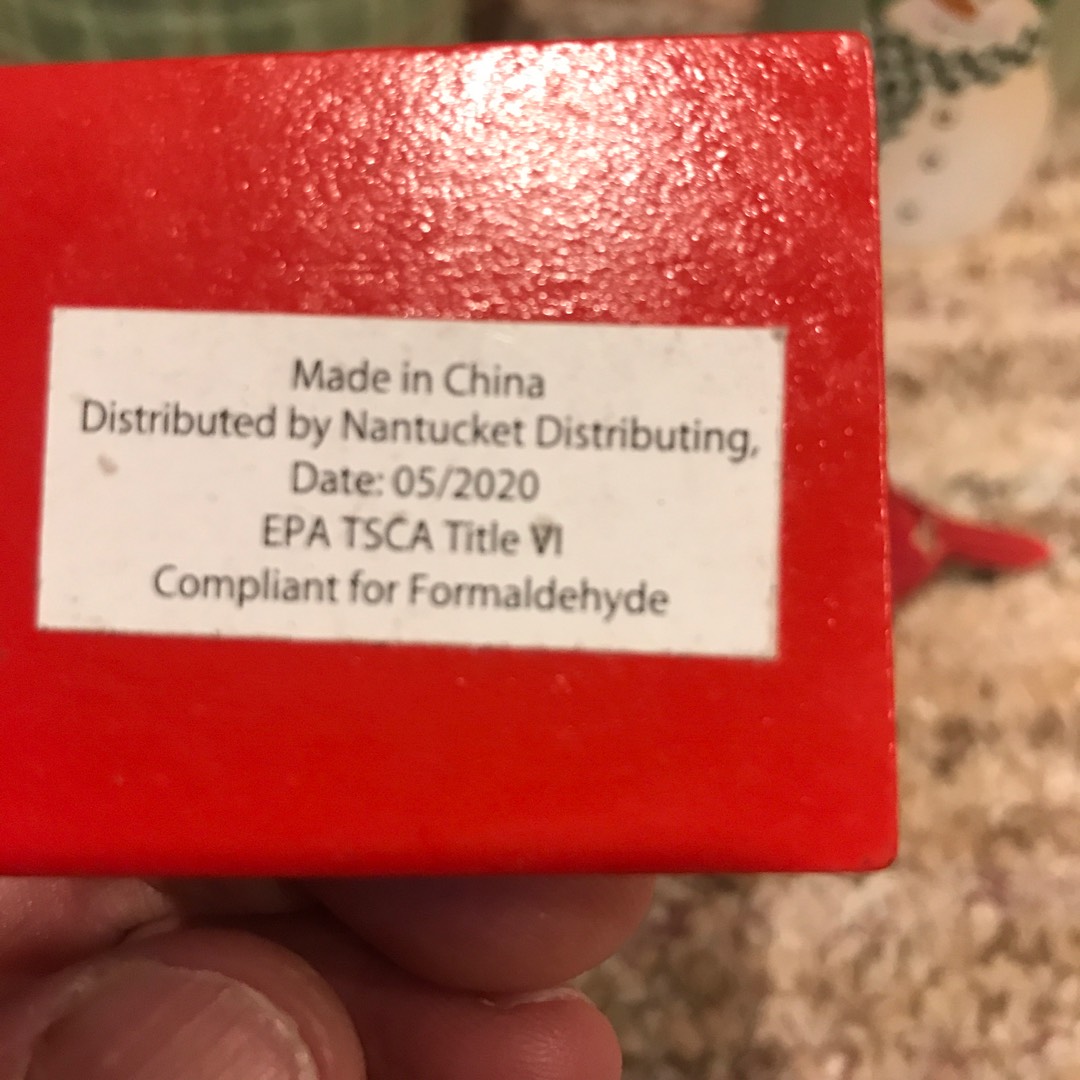 Made in China
Distributed by Nantucket Distributing,
Date: 05/2020
EPA TSCA Title VI
Compliant for Formaldehyde